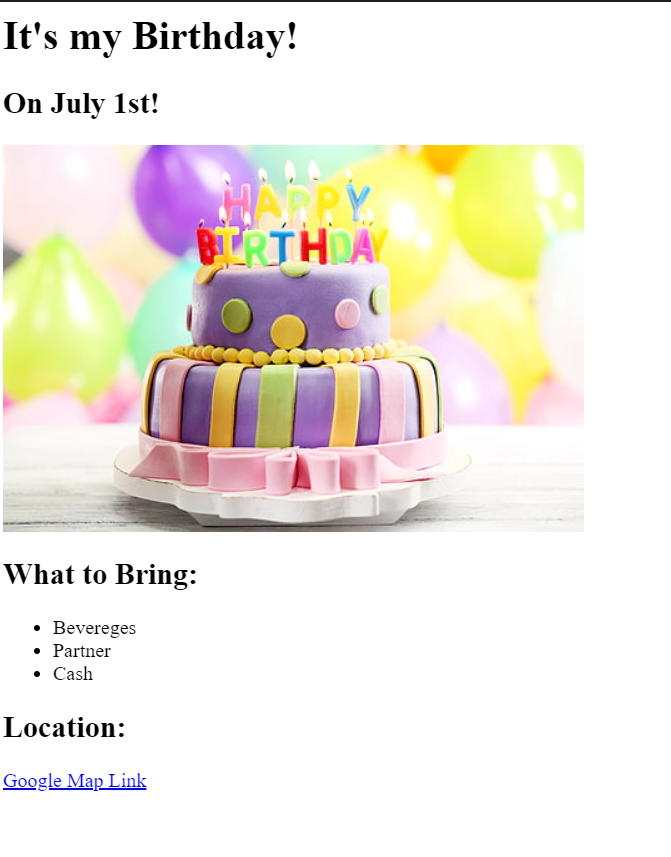 It's my Birthday!
On July 1st!
HAPPY
BIRTHDAY
What to Bring:
Bevereges
Partner
Cash
Location:
Google Map Link